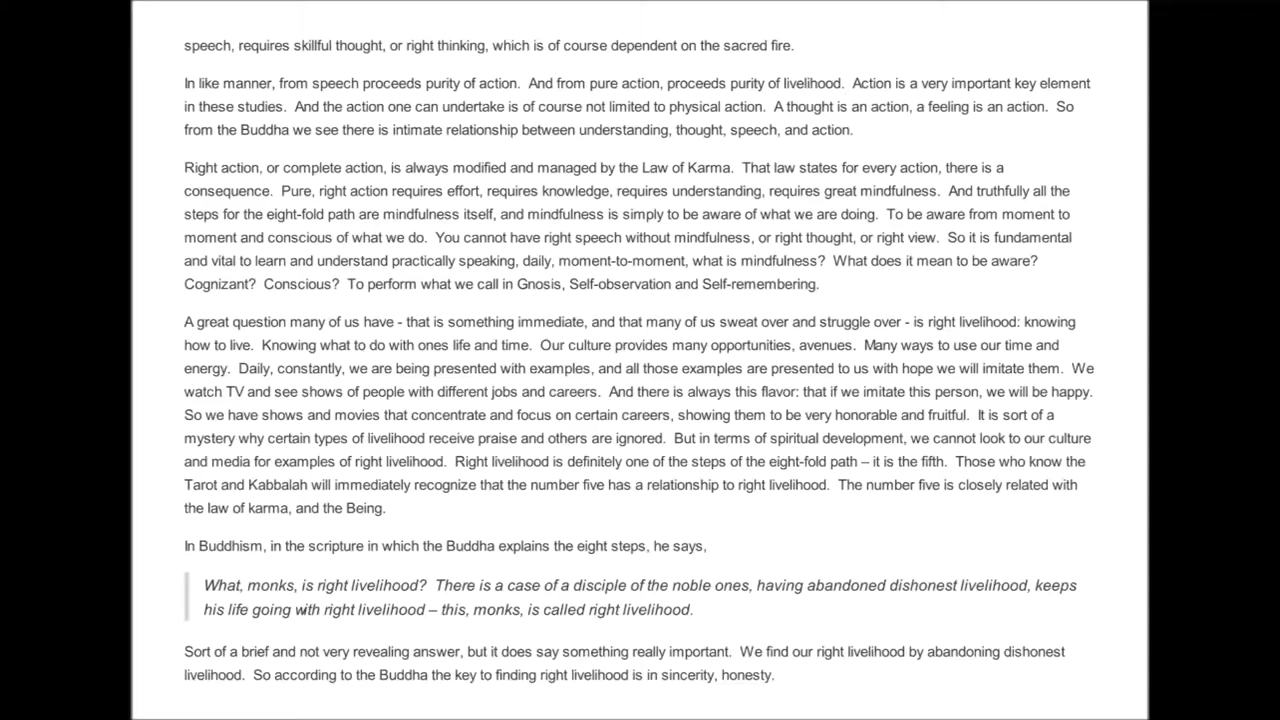 speech, requires skillful thought, or right thinking, which is of course dependent on the sacred fire.
In like manner, from speech proceeds purity of action.  And from pure action, proceeds purity of livelihood.  Action is a very important key element
in these studies.  And the action one can undertake is of course not limited to physical action.  A thought is an action, a feeling is an action.  So
from the Buddha we see there is intimate relationship between understanding, thought, speech, and action.
Right action, or complete action, is always modified and managed by the Law of Karma.  That law states for every action, there is a
consequence.  Pure, right action requires effort, requires knowledge, requires understanding, requires great mindfulness.  And truthfully all the
steps for the eight-fold path are mindfulness itself, and mindfulness is simply to be aware of what we are doing.  To be aware from moment to
moment and conscious of what we do.  You cannot have right speech without mindfulness, or right thought, or right view.  So it is fundamental
and vital to learn and understand practically speaking, daily, moment-to-moment, what is mindfulness?  What does it mean to be aware?
Cognizant?  Conscious?  To perform what we call in Gnosis, Self-observation and Self-remembering.
A great question many of us have - that is something immediate, and that many of us sweat over and struggle over - is right livelihood: knowing
how to live.  Knowing what to do with ones life and time.  Our culture provides many opportunities, avenues.  Many ways to use our time and
energy.  Daily, constantly, we are being presented with examples, and all those examples are presented to us with hope we will imitate them.  We
watch TV and see shows of people with different jobs and careers.  And there is always this flavor: that if we imitate this person, we will be happy.
So we have shows and movies that concentrate and focus on certain careers, showing them to be very honorable and fruitful.  It is sort of a
mystery why certain types of livelihood receive praise and others are ignored.  But in terms of spiritual development, we cannot look to our culture
and media for examples of right livelihood.  Right livelihood is definitely one of the steps of the eight-fold path – it is the fifth.  Those who know the
Tarot and Kabbalah will immediately recognize that the number five has a relationship to right livelihood.  The number five is closely related with
the law of karma, and the Being.
In Buddhism, in the scripture in which the Buddha explains the eight steps, he says,
What, monks, is right livelihood?  There is a case of a disciple of the noble ones, having abandoned dishonest livelihood, keeps
his life going with right livelihood – this, monks, is called right livelihood.
Sort of a brief and not very revealing answer, but it does say something really important.  We find our right livelihood by abandoning dishonest
livelihood.  So according to the Buddha the key to finding right livelihood is in sincerity, honesty.